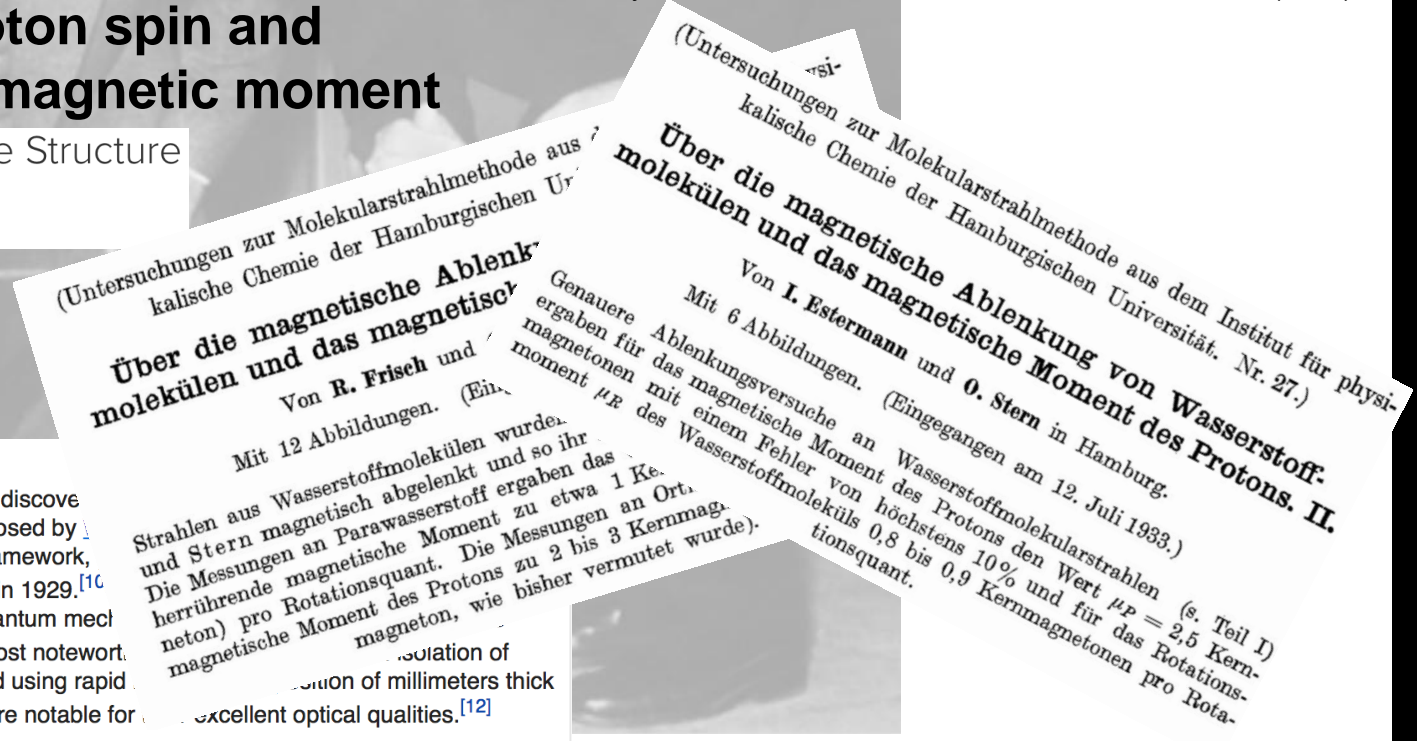 oton spin and
magnetic moment
e Structure
(Untersuchungen zur Molekularstrahlmethode aus
kalische Chemie der Hamburgischen
Über die magnetische
molekülen und das
Von R. Frisch und
Mit 12 Abbildungen.
Strahlen aus Wasserstoffmolekülen
und Stern magnetisch abgelenkt und so ihr
Die Messungen an Parawasserstoff ergaben das
herrührende magnetische Moment zu etwa 1
neton) pro Rotationsquant. Die Messungen an
magnetische Moment des Protons zu 2 bis 3
magneton, wie bisher vermutet wurde).
ysi-
(Untersuchungen zur Molekularstrahlmethode aus dem Institut für physi-
kalische Chemie der Hamburgischen Universität. Nr. 27.)
Über die magnetische Ablenkung von Wasserstoff-
molekülen und das magnetische Moment des Protons. II.
Von I. Estermann und O. Stern in Hamburg.
Mit 6 Abbildungen. (Eingegangen am 12. Juli 1933.)
Genauere Ablenkungsversuche an Wasserstoffmolekularstrahlen (s. Teil I)
ergaben für das magnetische Moment des Protons den Wert μP = 2,5 Kern-
magnetonen mit einem Fehler von höchstens 10% und für das Rotations-
moment μR des Wasserstoffmoleküls 0,8 bis 0,9 Kernmagnetonen pro Rota-
tionsquant.
discove
osed by
amework,
n 1929.
antum mech
ost notewort
solation of
d using rapid
of millimeters thick
re notable for
excellent optical qualities.[12]